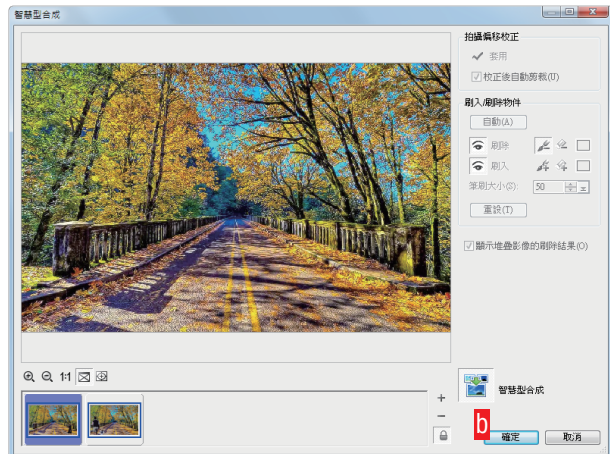 智慧型合成
拍攝偏移校正
套用
校正後自動剪裁(U)
刷入/刷除物件
自動(A)
刷除
刷入
筆刷大小(S): 50
重設(T)
顯示堆疊影像的刷除結果(O)
1:1
智慧型合成
b
確定 取消